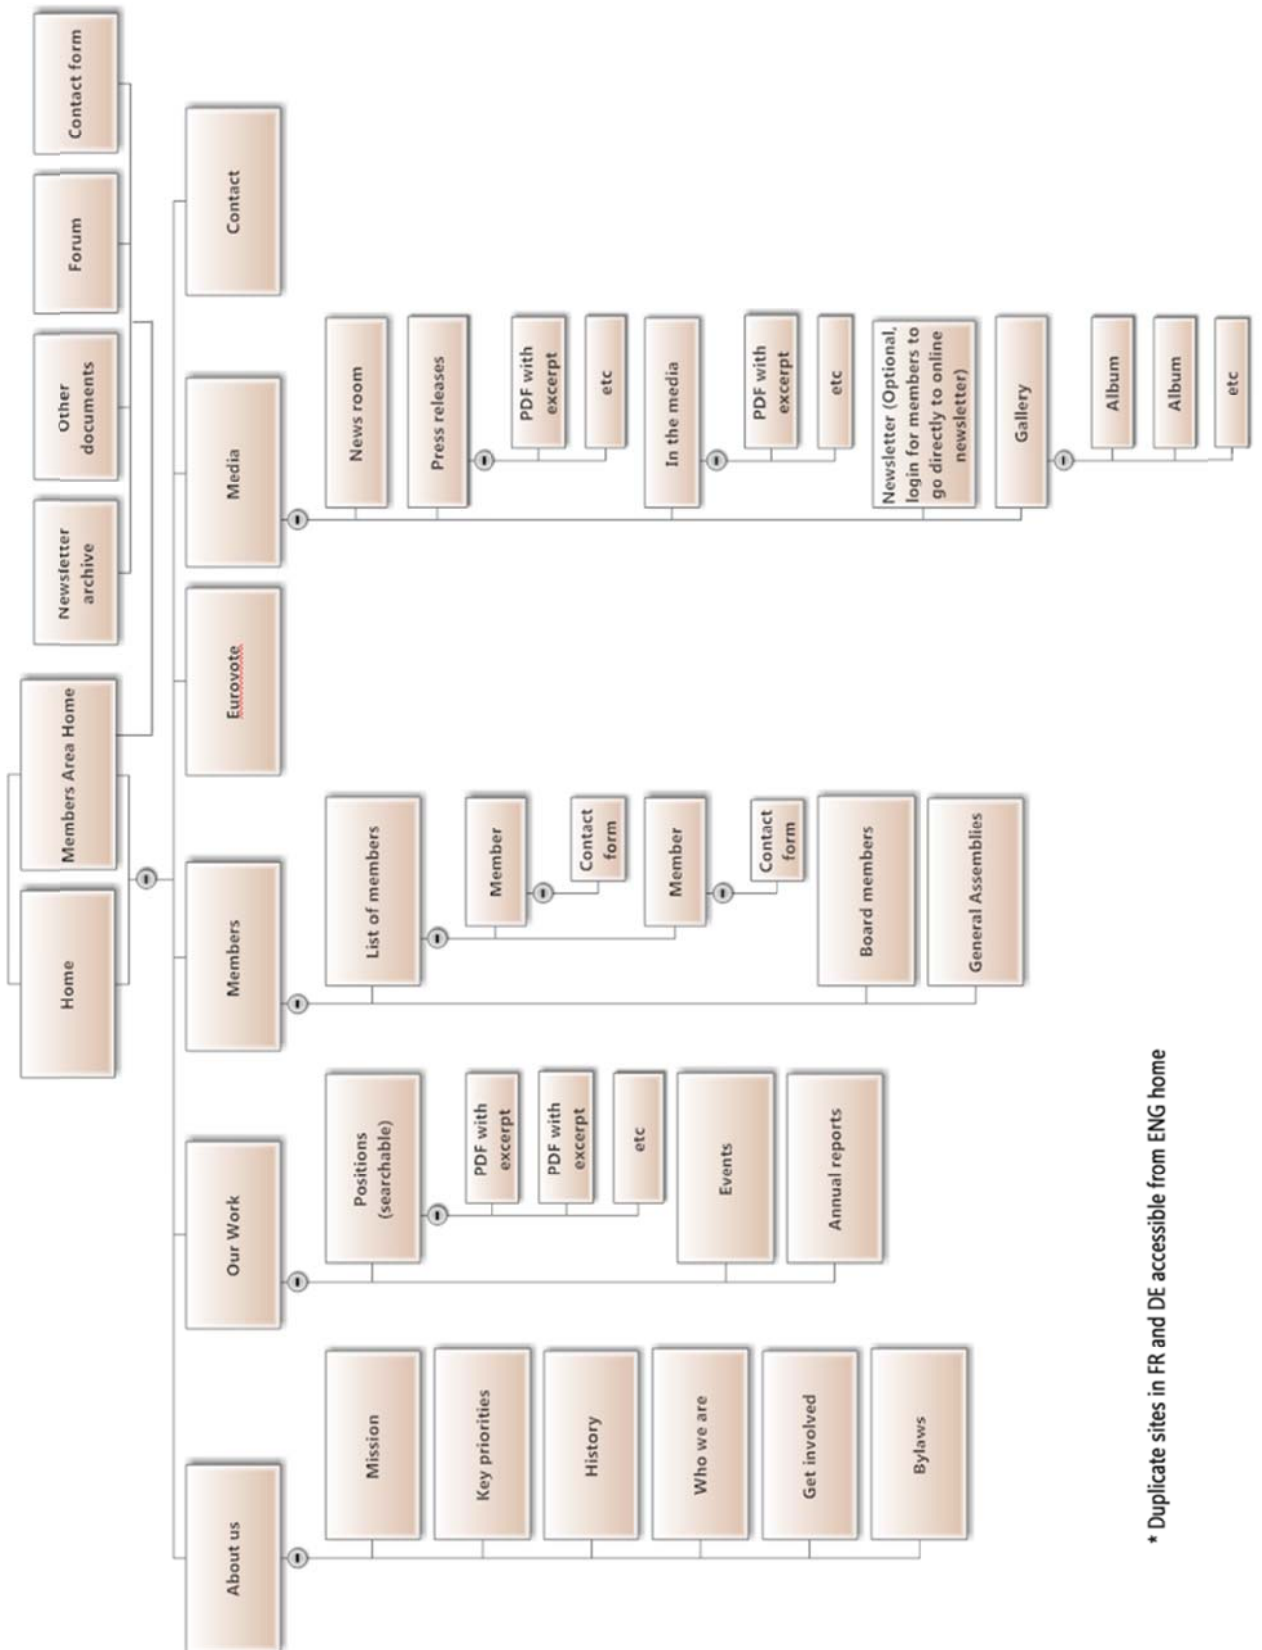 Home
Members Area Home
Newsletter
archive
Other
documents
Forum
Contact form
About us
Our Work
Members
Eurovote
Media
Contact
Mission
Key priorities
History
Who we are
Get involved
Bylaws
Positions
(searchable)
PDF with
excerpt
PDF with
excerpt
etc
Events
Annual reports
List of members
Member
Contact
form
Member
Contact
form
Board members
General Assemblies
News room
Press releases
PDF with
excerpt
etc
In the media
PDF with
excerpt
etc
Newsletter (Optional,
login for members to
go directly to online
newsletter)
Gallery
Album
Album
etc
* Duplicate sites in FR and DE accessible from ENG home